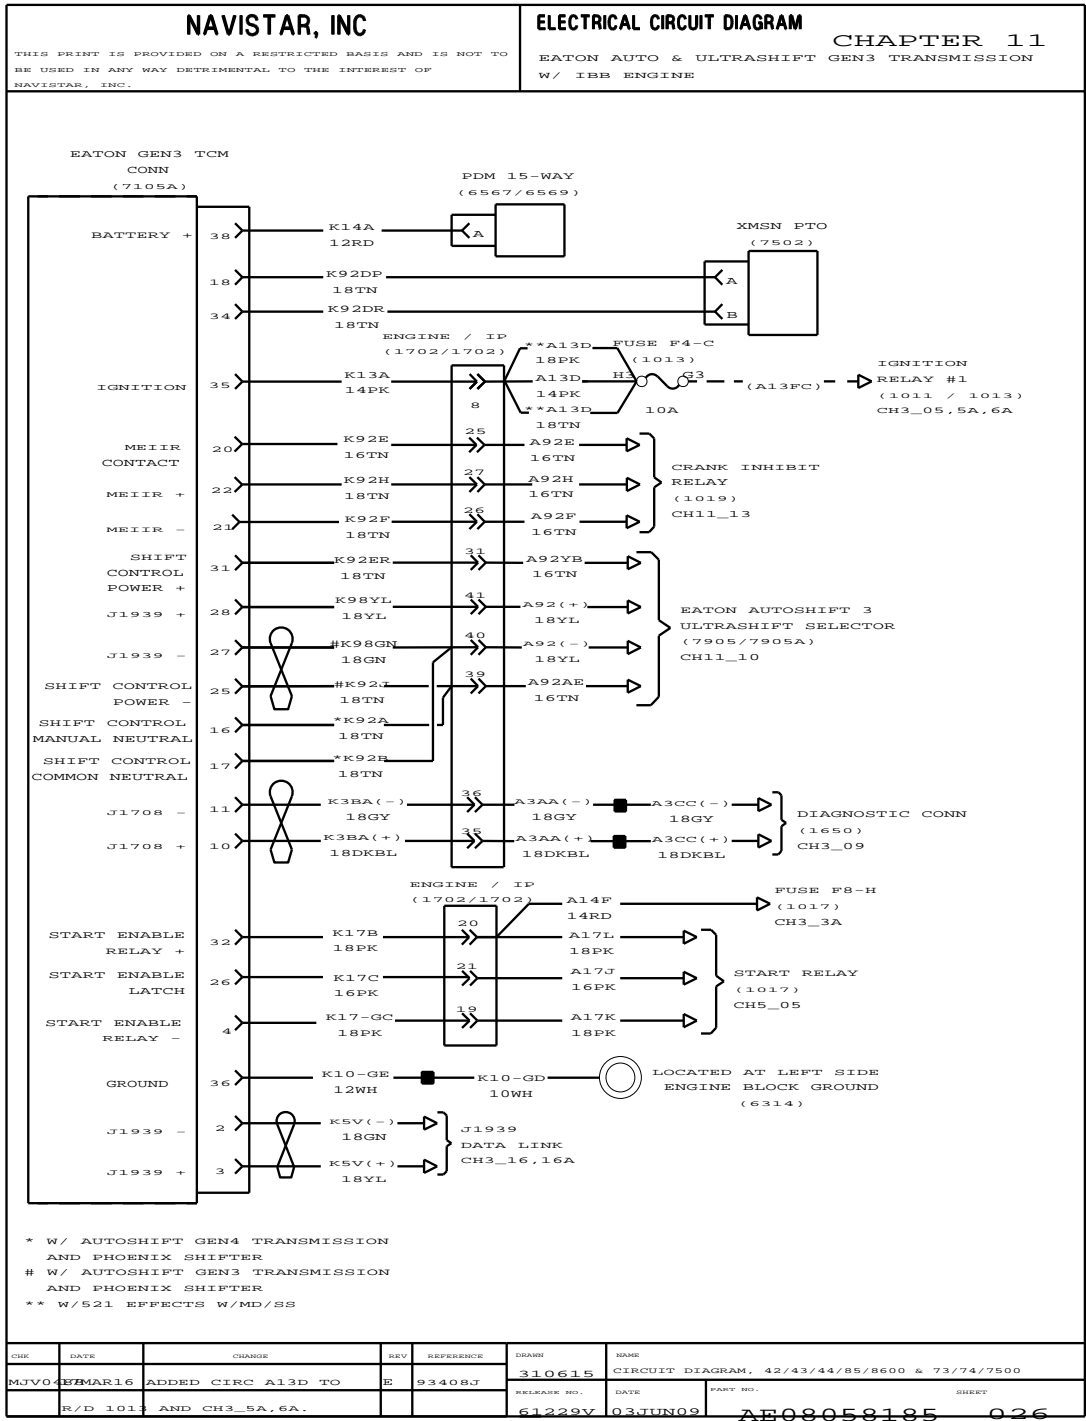 NAVISTAR, INC
THIS PRINT IS PROVIDED ON A RESTRICTED BASIS AND IS NOT TO
BE USED IN ANY WAY DETRIMENTAL TO THE INTEREST OF
NAVISTAR, INC.
ELECTRICAL CIRCUIT DIAGRAM
CHAPTER 11
EATON AUTO & ULTRASHIFT GEN3 TRANSMISSION
W/ IBB ENGINE
EATON GEN3 TCM
CONN
(7105A)
PDM 15-WAY
(6567/6569)
BATTERY + 38 K14A A
12RD
XMSN PTO
(7502)
18 K92DP A
18TN
34 K92DR B
18TN
ENGINE / IP
(1702/1702)
**A13D
18PK
FUSE F4-C
(1013)
IGNITION 35 K13A 8 A13D H3 G3 (A13FC)
14PK 14PK 10A
**A13D
18TN
IGNITION
RELAY #1
(1011 / 1013)
CH3_05,5A,6A
MEIIR
CONTACT
20 K92E 25 A92E
16TN 16TN
MEIIR + 22 K92H 27 A92H
18TN 16TN
MEIIR - 21 K92F 26 A92F
18TN 16TN
CRANK INHIBIT
RELAY
(1019)
CH11_13
SHIFT
CONTROL
POWER +
31 K92ER 31 A92YB
18TN 16TN
J1939 + 28 K98YL 41 A92(+)
18YL 18YL
J1939 - 27 #K98GN 40 A92(-)
18GN 18YL
SHIFT CONTROL
POWER -
25 #K92J 39 A92AE
18TN 16TN
EATON AUTOSHIFT 3
ULTRASHIFT SELECTOR
(7905/7905A)
CH11_10
SHIFT CONTROL
MANUAL NEUTRAL
16 *K92A
18TN
SHIFT CONTROL
COMMON NEUTRAL
17 *K92B
18TN
J1708 - 11 K3BA(-) 36 A3AA(-) A3CC(-)
18GY 18GY 18GY
J1708 + 10 K3BA(+) 35 A3AA(+) A3CC(+)
18DKBL 18DKBL 18DKBL
DIAGNOSTIC CONN
(1650)
CH3_09
ENGINE / IP
(1702/1702)
A14F
14RD
FUSE F8-H
(1017)
CH3_3A
START ENABLE
RELAY +
32 K17B 20 A17L
18PK 18PK
START ENABLE
LATCH
26 K17C 21 A17J
16PK 16PK
START ENABLE
RELAY -
4 K17-GC 19 A17K
18PK 18PK
START RELAY
(1017)
CH5_05
GROUND 36 K10-GE K10-GD
12WH 10WH
LOCATED AT LEFT SIDE
ENGINE BLOCK GROUND
(6314)
J1939 - 2 K5V(-)
18GN
J1939 + 3 K5V(+)
18YL
J1939
DATA LINK
CH3_16,16A
* W/ AUTOSHIFT GEN4 TRANSMISSION
AND PHOENIX SHIFTER
# W/ AUTOSHIFT GEN3 TRANSMISSION
AND PHOENIX SHIFTER
** W/521 EFFECTS W/MD/SS
CHK DATE CHANGE REV REFERENCE
ADDED CIRC A13D TO E 93408J
R/D 1013 AND CH3_5A,6A.
DRAWN
310615
NAME
CIRCUIT DIAGRAM, 42/43/44/85/8600 & 73/74/7500
RELEASE NO.
61229V
DATE
03JUN09
PART NO.
AE08058185
SHEET
026